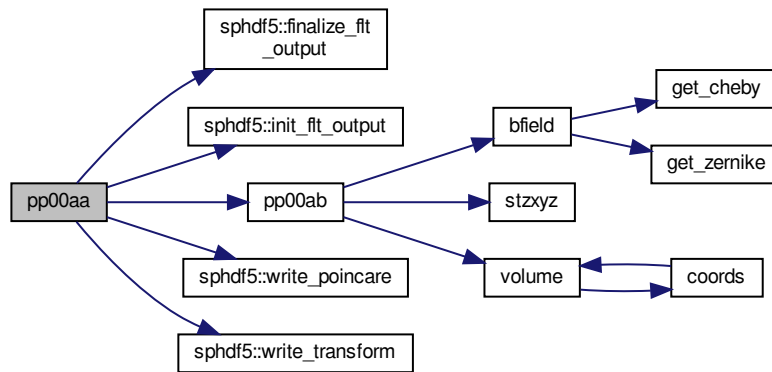 sphdf5::finalize_flt
_output
sphdf5::init_flt_output
pp00aa
pp00ab
sphdf5::write_poincare
sphdf5::write_transform
bfield
stzxyz
volume
get_cheby
get_zernike
coords